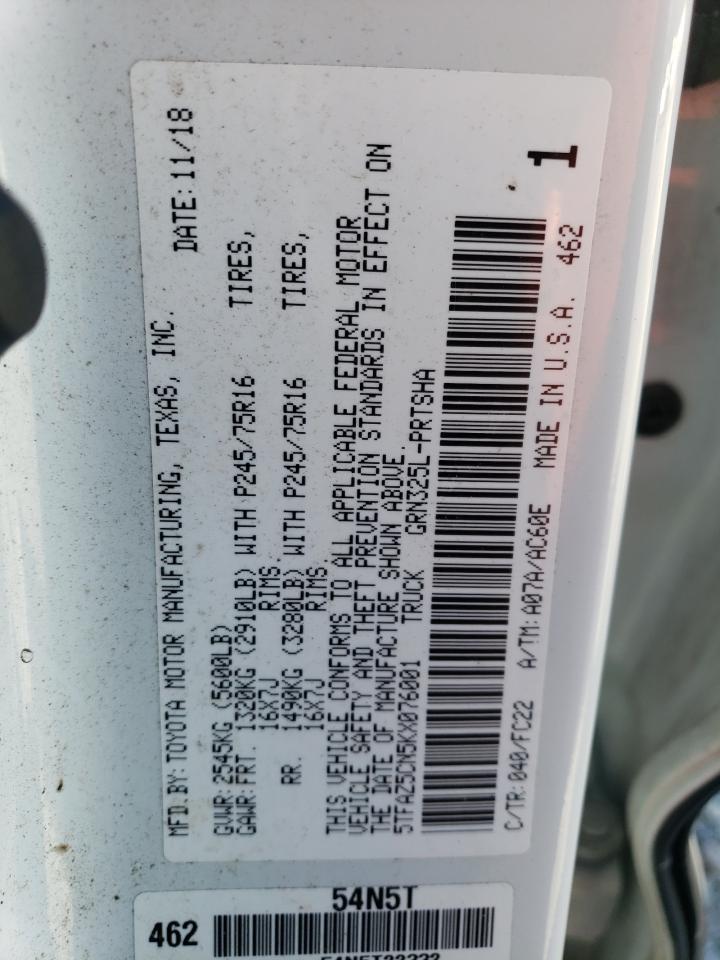 MFD.BY: TOYOTA MOTOR MANUFACTURING, TEXAS, INC. DATE: 11/18
GVWR: 2545KG (5600LB)
GAWR: FRT. 1320KG (2910LB) WITH P245/75R16 TIRES,
16X7J RIMS.
RR. 1490KG (3280LB) WITH P245/75R16 TIRES,
16X7J RIMS.
THIS VEHICLE CONFORMS TO ALL APPLICABLE FEDERAL MOTOR
VEHICLE SAFETY AND THEFT PREVENTION STANDARDS IN EFFECT ON
THE DATE OF MANUFACTURE SHOWN ABOVE.
5TFAZ5CN5KX076001 TRUCK GRN325L-PRTSHA
C/TR: 040/FC22 A/TM: A07A/AC60E MADE IN U.S.A. 462
1
54N5T
462